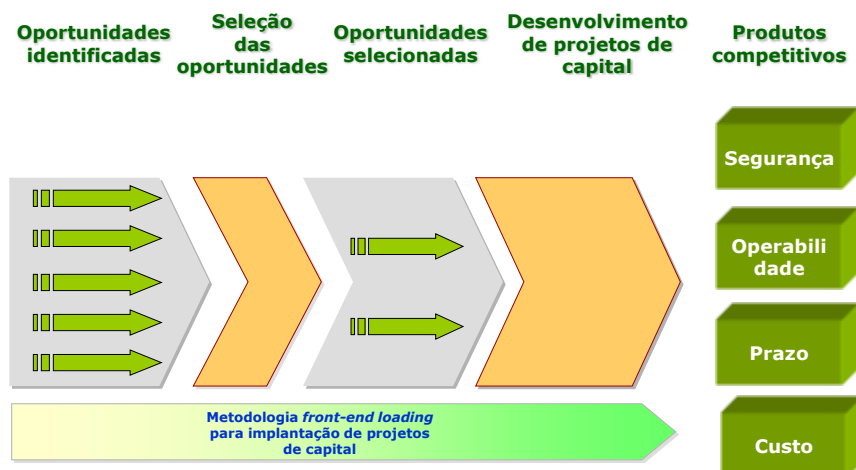 Oportunidades
identificadas
Seleção
das
oportunidades
Oportunidades
selecionadas
Desenvolvimento
de projetos de
capital
Produtos
competitivos
Segurança
Operabili
dade
Prazo
Custo
Metodologia front-end loading
para implantação de projetos
de capital